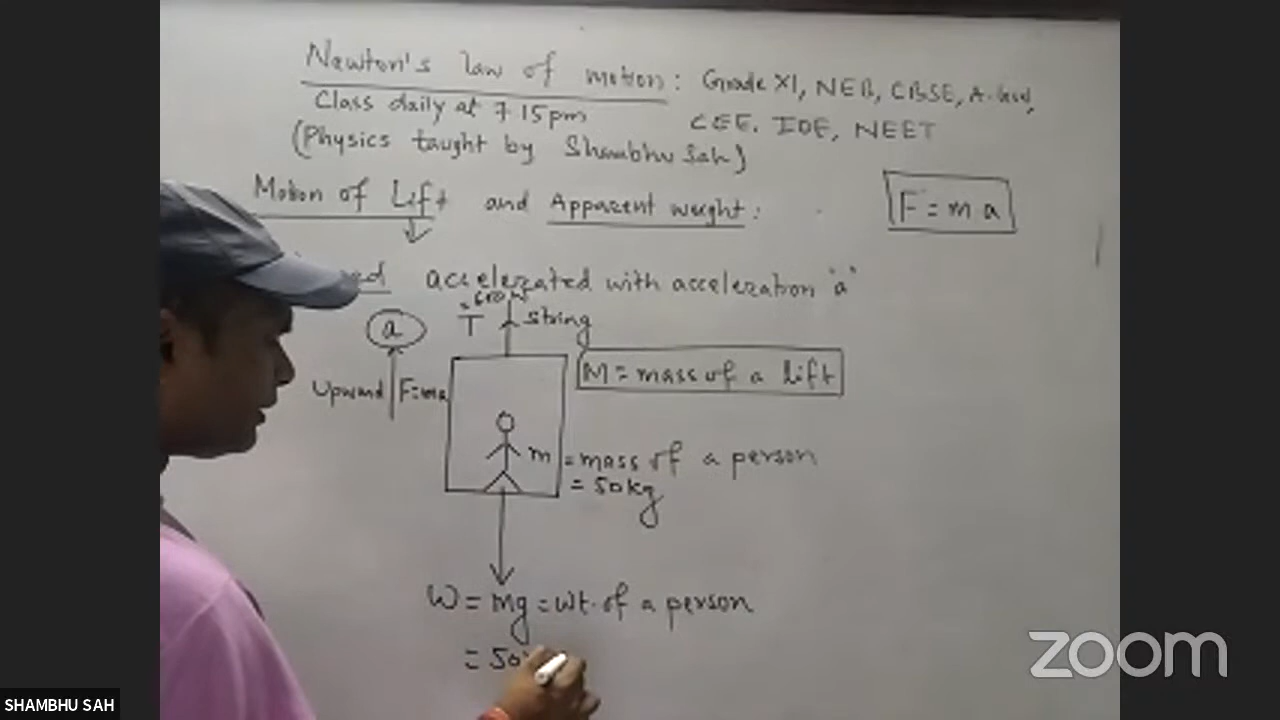 Newton's law of motion: Grade XI, NEB, CBSE, A-level,
Class daily at 7:15pm CEE, IOE, NEET
(Physics taught by Shambhu Sah)
Motion of Lift and Apparent weight:
F = m a
accelerated with acceleration "a"
a
T string
M = mass of a lift
Upward F=ma
m = mass of a person
= 50kg
W = mg = wt. of a person
= 50
zoom
SHAMBHU SAH